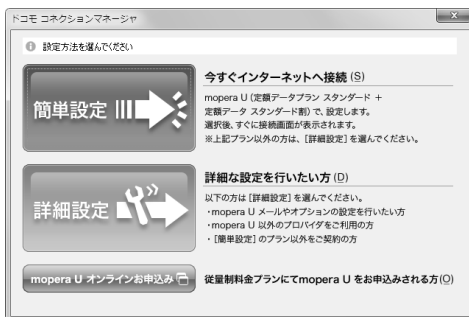 ドコモ コネクションマネージャ
設定方法を選んでください
簡単設定
今すぐインターネットへ接続 (S)
mopera U (定額データプラン スタンダード ＋
定額データ スタンダード割) で、設定します。
選択後、すぐに接続画面が表示されます。
※上記プラン以外の方は、[詳細設定] を選んでください。
詳細設定
詳細な設定を行いたい方 (D)
以下の方は [詳細設定] を選んでください。
・mopera U メールやオプションの設定を行いたい方
・mopera U 以外のプロバイダをご利用の方
・[簡単設定] のプラン以外をご契約の方
mopera U オンラインお申込み
従量制料金プランにてmopera U をお申込みされる方(O)